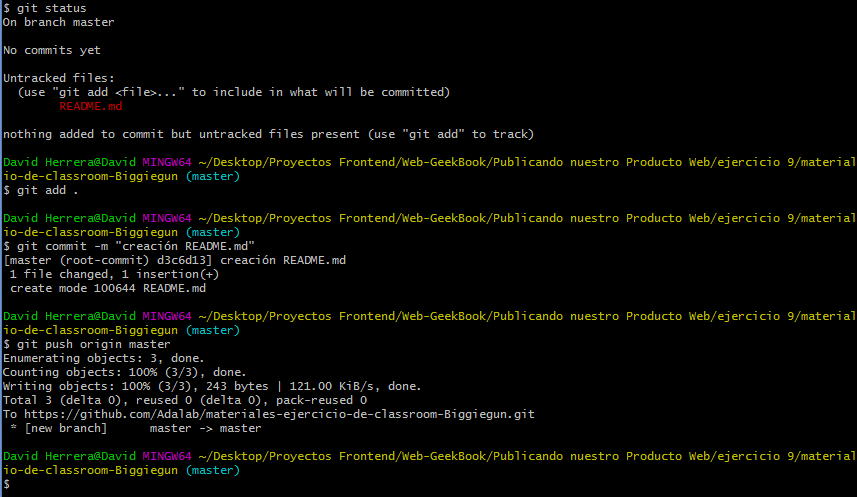 $ git status
On branch master
No commits yet
Untracked files:
(use "git add <file>..." to include in what will be committed)
README.md
nothing added to commit but untracked files present (use "git add" to track)
David Herrera@David MINGW64 ~/Desktop/Proyectos Frontend/Web-GeekBook/Publicando nuestro Producto Web/ejercicio 9/material
io-de-classroom-Biggiegun (master)
$ git add .
David Herrera@David MINGW64 ~/Desktop/Proyectos Frontend/Web-GeekBook/Publicando nuestro Producto Web/ejercicio 9/material
io-de-classroom-Biggiegun (master)
$ git commit -m "creación README.md"
[master (root-commit) d3c6d13] creación README.md
1 file changed, 1 insertion(+)
create mode 100644 README.md
David Herrera@David MINGW64 ~/Desktop/Proyectos Frontend/Web-GeekBook/Publicando nuestro Producto Web/ejercicio 9/material
io-de-classroom-Biggiegun (master)
$ git push origin master
Enumerating objects: 3, done.
Counting objects: 100% (3/3), done.
Writing objects: 100% (3/3), 243 bytes | 121.00 KiB/s, done.
Total 3 (delta 0), reused 0 (delta 0), pack-reused 0
To https://github.com/Adalab/materiales-ejercicio-de-classroom-Biggiegun.git
* [new branch]      master -> master
David Herrera@David MINGW64 ~/Desktop/Proyectos Frontend/Web-GeekBook/Publicando nuestro Producto Web/ejercicio 9/material
io-de-classroom-Biggiegun (master)
$